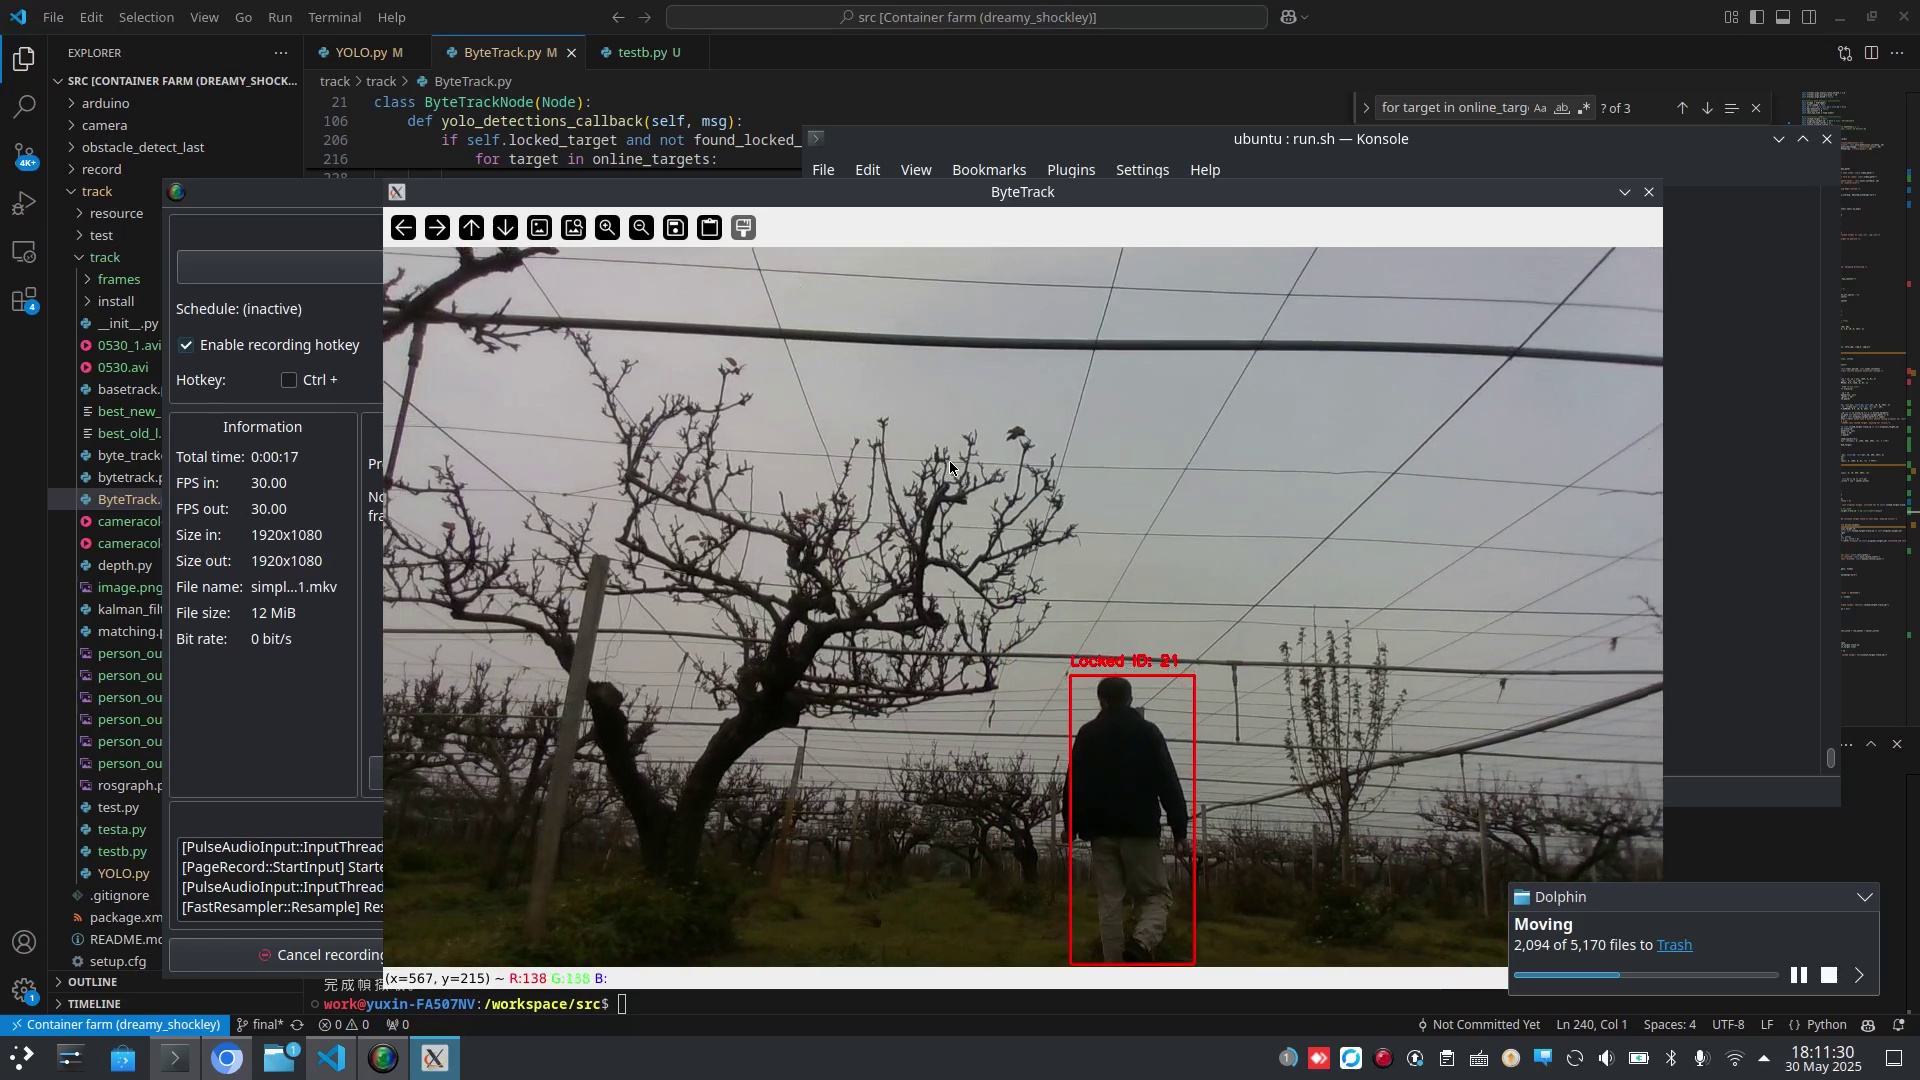 File Edit Selection View Go Run Terminal Help
src [Container farm (dreamy_shockley)]
EXPLORER
YOLO.py M
ByteTrack.py M
testb.py U
SRC [CONTAINER FARM (DREAMY_SHOCK...
track > track > ByteTrack.py
arduino
camera
obstacle_detect_last
record
track
resource
test
track
frames
install
__init__.py
0530_1.avi
0530.avi
basetrack.
best_new_
best_old_l.
byte_tracke
bytetrack.p
ByteTrack.
cameracol
cameracol
depth.py
image.png
kalman_filt
matching.p
person_ou
person_ou
person_ou
person_ou
person_ou
person_ou
rosgraph.p
test.py
testa.py
testb.py
YOLO.py
.gitignore
package.xm
README.md
setup.cfg
OUTLINE
TIMELINE
4K+
4
1
21 class ByteTrackNode(Node):
106 def yolo_detections_callback(self, msg):
206 if self.locked_target and not found_locked_
216 for target in online_targets:
for target in online_targ
Aa ab .*
? of 3
ubuntu : run.sh — Konsole
File Edit View Bookmarks Plugins Settings Help
ByteTrack
Schedule: (inactive)
Enable recording hotkey
Hotkey: Ctrl +
Information
Total time: 0:00:17
FPS in: 30.00
FPS out: 30.00
Size in: 1920x1080
Size out: 1920x1080
File name: simpl...1.mkv
File size: 12 MiB
Bit rate: 0 bit/s
Pr
No
fra
[PulseAudioInput::InputThread
[PageRecord::StartInput] Starte
[PulseAudioInput::InputThread
[FastResampler::Resample] Res
Cancel recording
Locked ID: 21
(x=567, y=215) ~ R:138 G:138 B:
work@yuxin-FA507NV:/workspace/src$
Dolphin
Moving
2,094 of 5,170 files to Trash
Container farm (dreamy_shockley)
final*
0 0
0
Not Committed Yet
Ln 240, Col 1
Spaces: 4
UTF-8
LF
{ } Python
1
1
18:11:30
30 May 2025